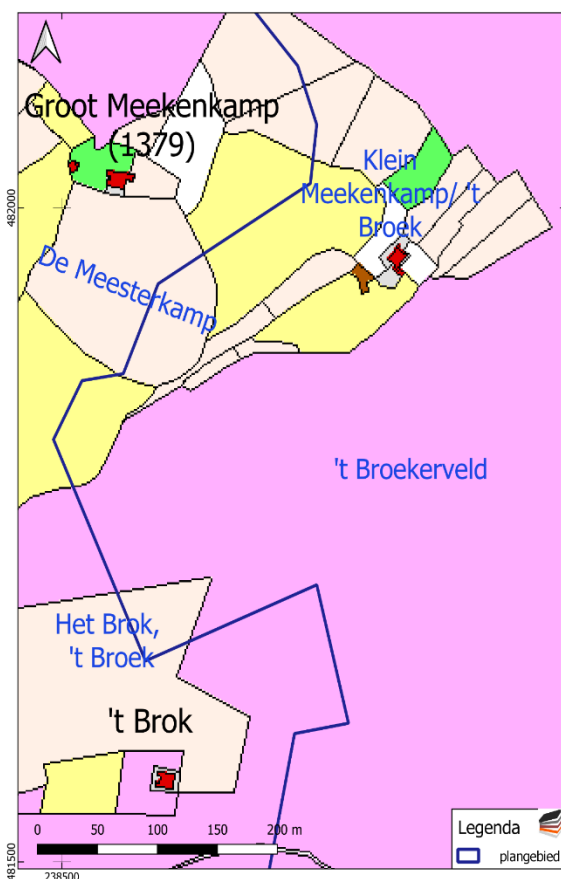 Groot Meekenkamp
(1379)
Klein
Meekenkamp/ 't
Broek
482000
De Meesterkamp
't Broekerveld
Het Brok,
't Broek
't Brok
0 50 100 150 200 m
Legenda
plangebied
481500
238500